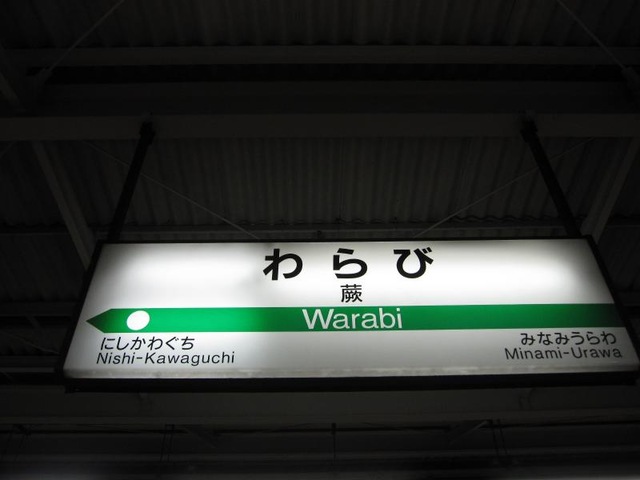 わらび
蕨
Warabi
にしかわぐち
Nishi-Kawaguchi
みなみうらわ
Minami-Urawa